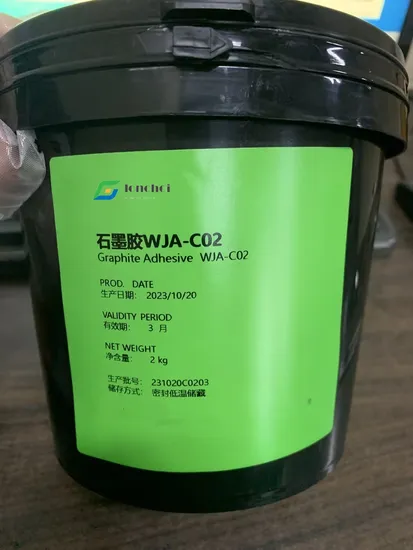 lonchoi
石墨胶WJA-C02
Graphite Adhesive WJA-C02
PROD. DATE
生产日期: 2023/10/20
VALIDITY PERIOD
有效期: 3 月
NET WEIGHT
净含量: 2 kg
生产批号: 231020C0203
储存方式: 密封低温储藏